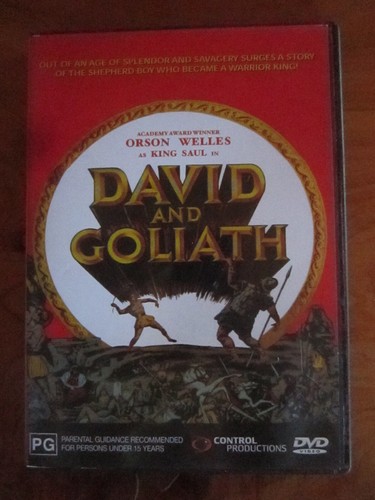 OUT OF AN AGE OF SPLENDOR AND SAVAGERY SURGES A STORY
OF THE SHEPHERD BOY WHO BECAME A WARRIOR KING!
ACADEMY AWARD WINNER
ORSON WELLES
AS KING SAUL IN
DAVID
AND
GOLIATH
PG
PARENTAL GUIDANCE RECOMMENDED
FOR PERSONS UNDER 15 YEARS
CONTROL
PRODUCTIONS
DVD
VIDEO